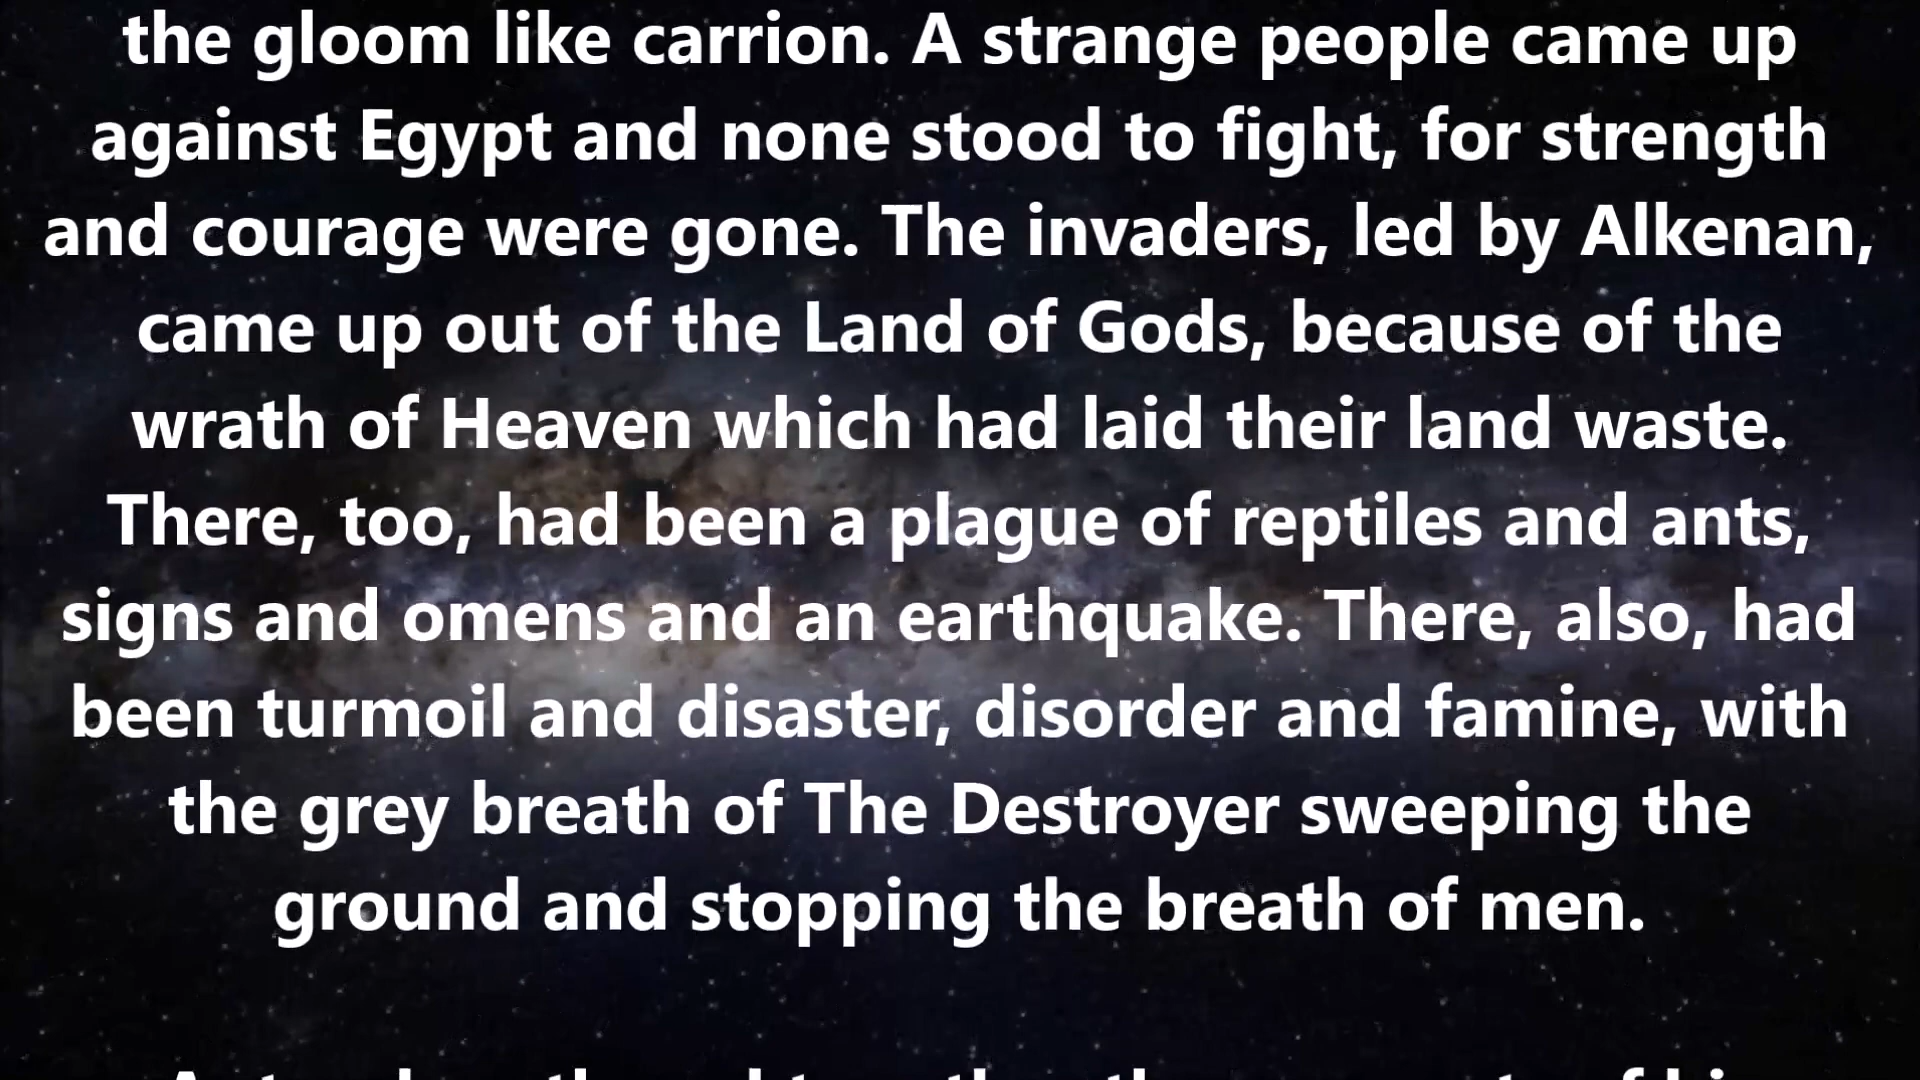 the gloom like carrion. A strange people came up
against Egypt and none stood to fight, for strength
and courage were gone. The invaders, led by Alkenan,
came up out of the Land of Gods, because of the
wrath of Heaven which had laid their land waste.
There, too, had been a plague of reptiles and ants,
signs and omens and an earthquake. There, also, had
been turmoil and disaster, disorder and famine, with
the grey breath of The Destroyer sweeping the
ground and stopping the breath of men.